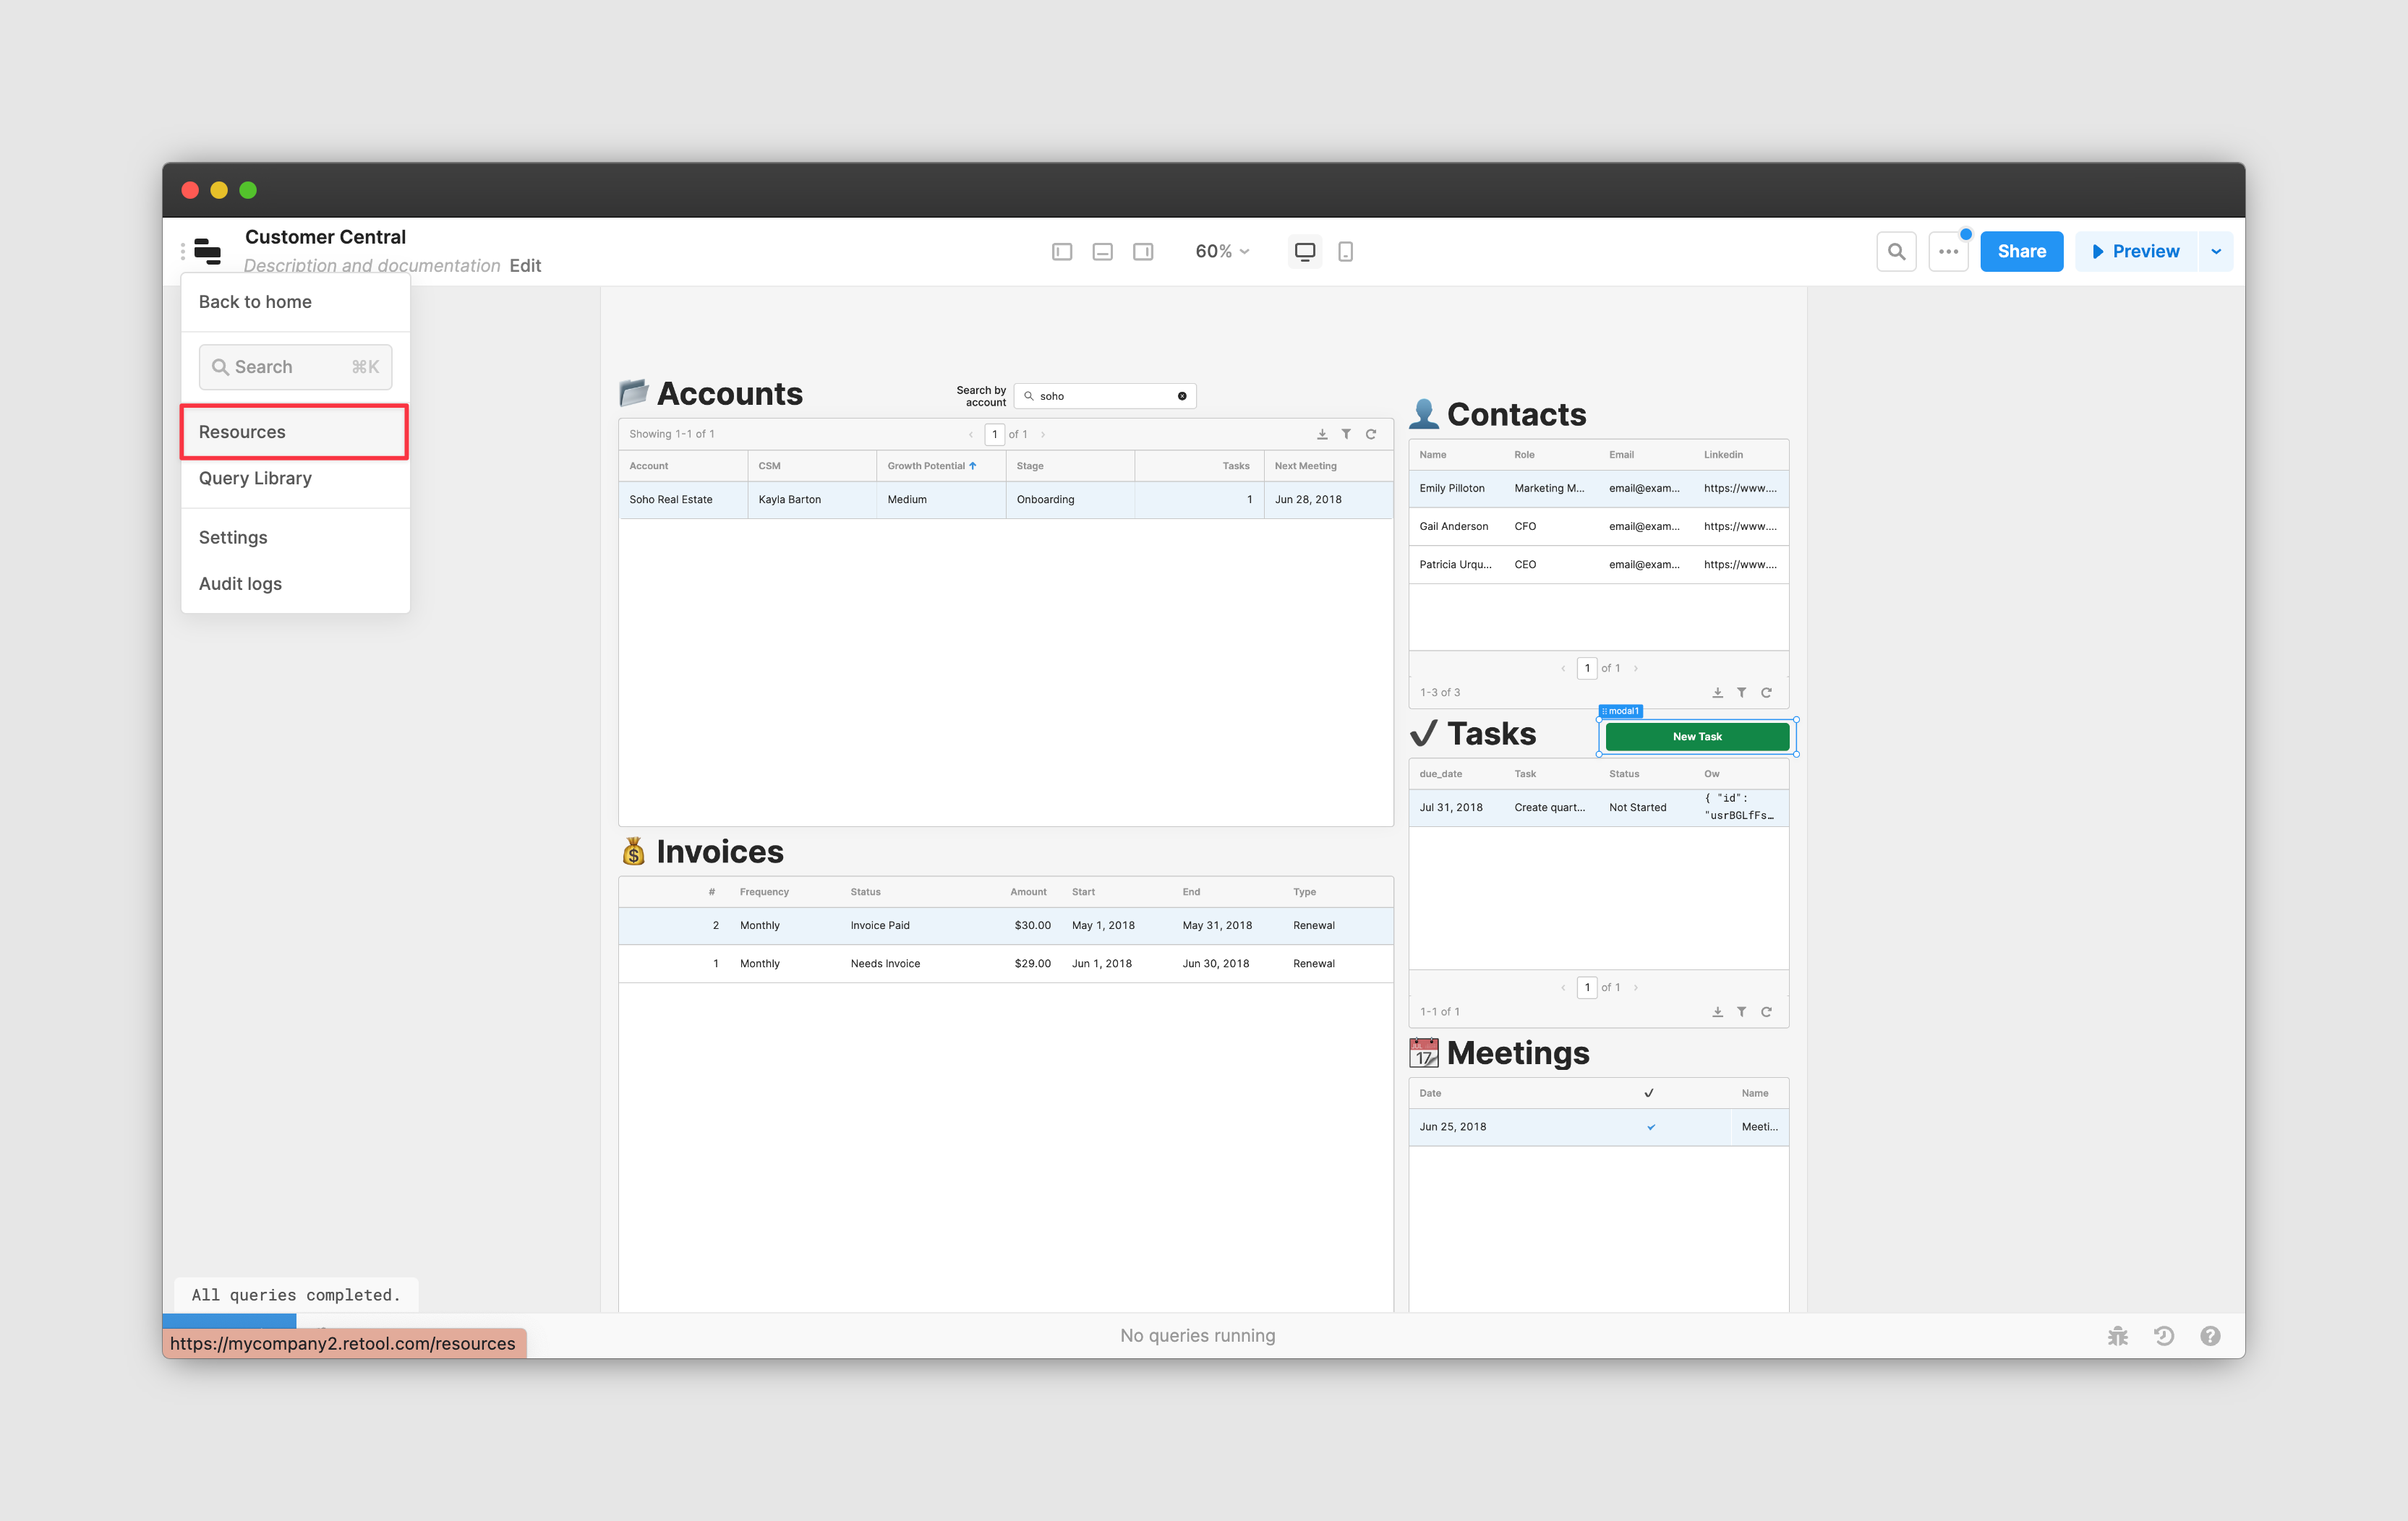 Customer Central
Description and documentation Edit
60%
Share
Preview
Back to home
Search ⌘K
Resources
Query Library
Settings
Audit logs
Accounts
Search by
account
soho
Showing 1-1 of 1
1 of 1
Account CSM Growth Potential Stage Tasks Next Meeting
Soho Real Estate Kayla Barton Medium Onboarding 1 Jun 28, 2018
Invoices
# Frequency Status Amount Start End Type
2 Monthly Invoice Paid $30.00 May 1, 2018 May 31, 2018 Renewal
1 Monthly Needs Invoice $29.00 Jun 1, 2018 Jun 30, 2018 Renewal
Contacts
Name Role Email Linkedin
Emily Pilloton Marketing M... email@exam... https://www....
Gail Anderson CFO email@exam... https://www....
Patricia Urqu... CEO email@exam... https://www....
1 of 1
1-3 of 3
modal1
Tasks
New Task
due_date Task Status Ow
Jul 31, 2018 Create quart... Not Started { "id":
"usrBGLfFs…
1 of 1
1-1 of 1
17
Meetings
Date ✓ Name
Jun 25, 2018 Meeti...
All queries completed.
No queries running
https://mycompany2.retool.com/resources